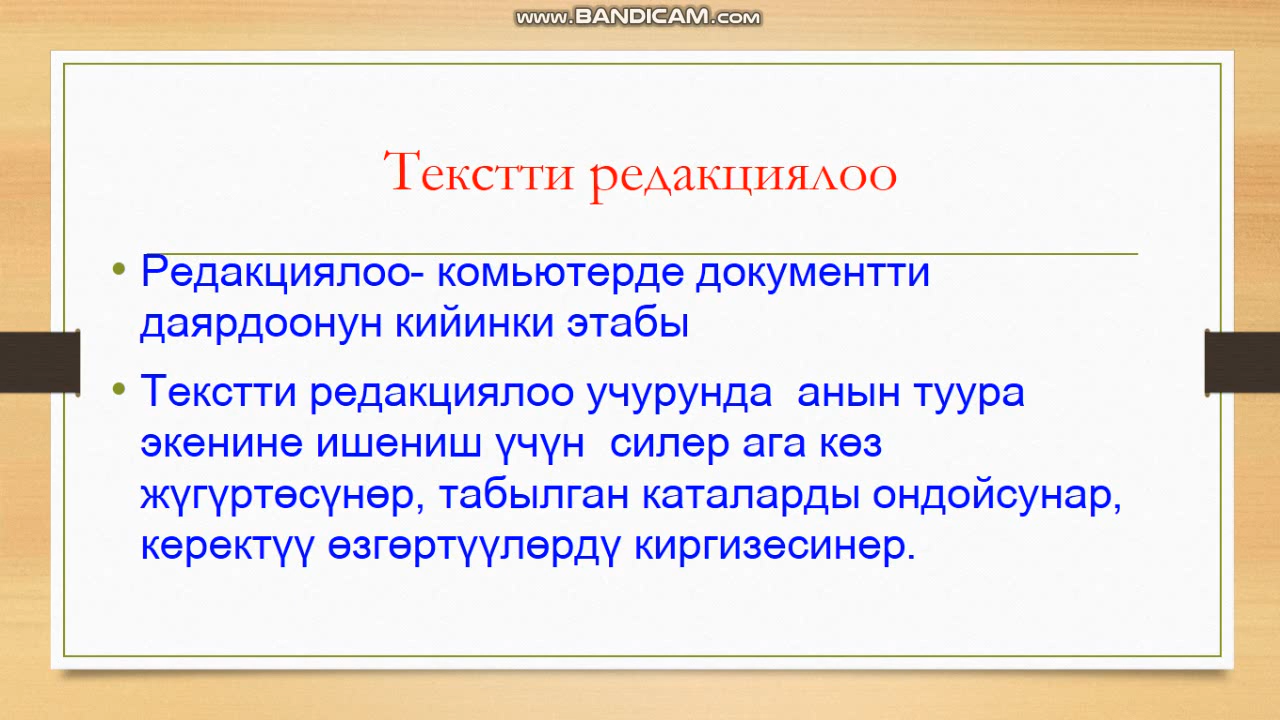 www.BANDICAM.com
Текстти редакциялоо
• Редакциялоо- комьютерде документти
даярдоонун кийинки этабы
• Текстти редакциялоо учурунда  анын туура
экенине ишениш үчүн  силер ага көз
жүгүртөсүнөр, табылган каталарды ондойсунар,
керектүү өзгөртүүлөрдү киргизесинер.